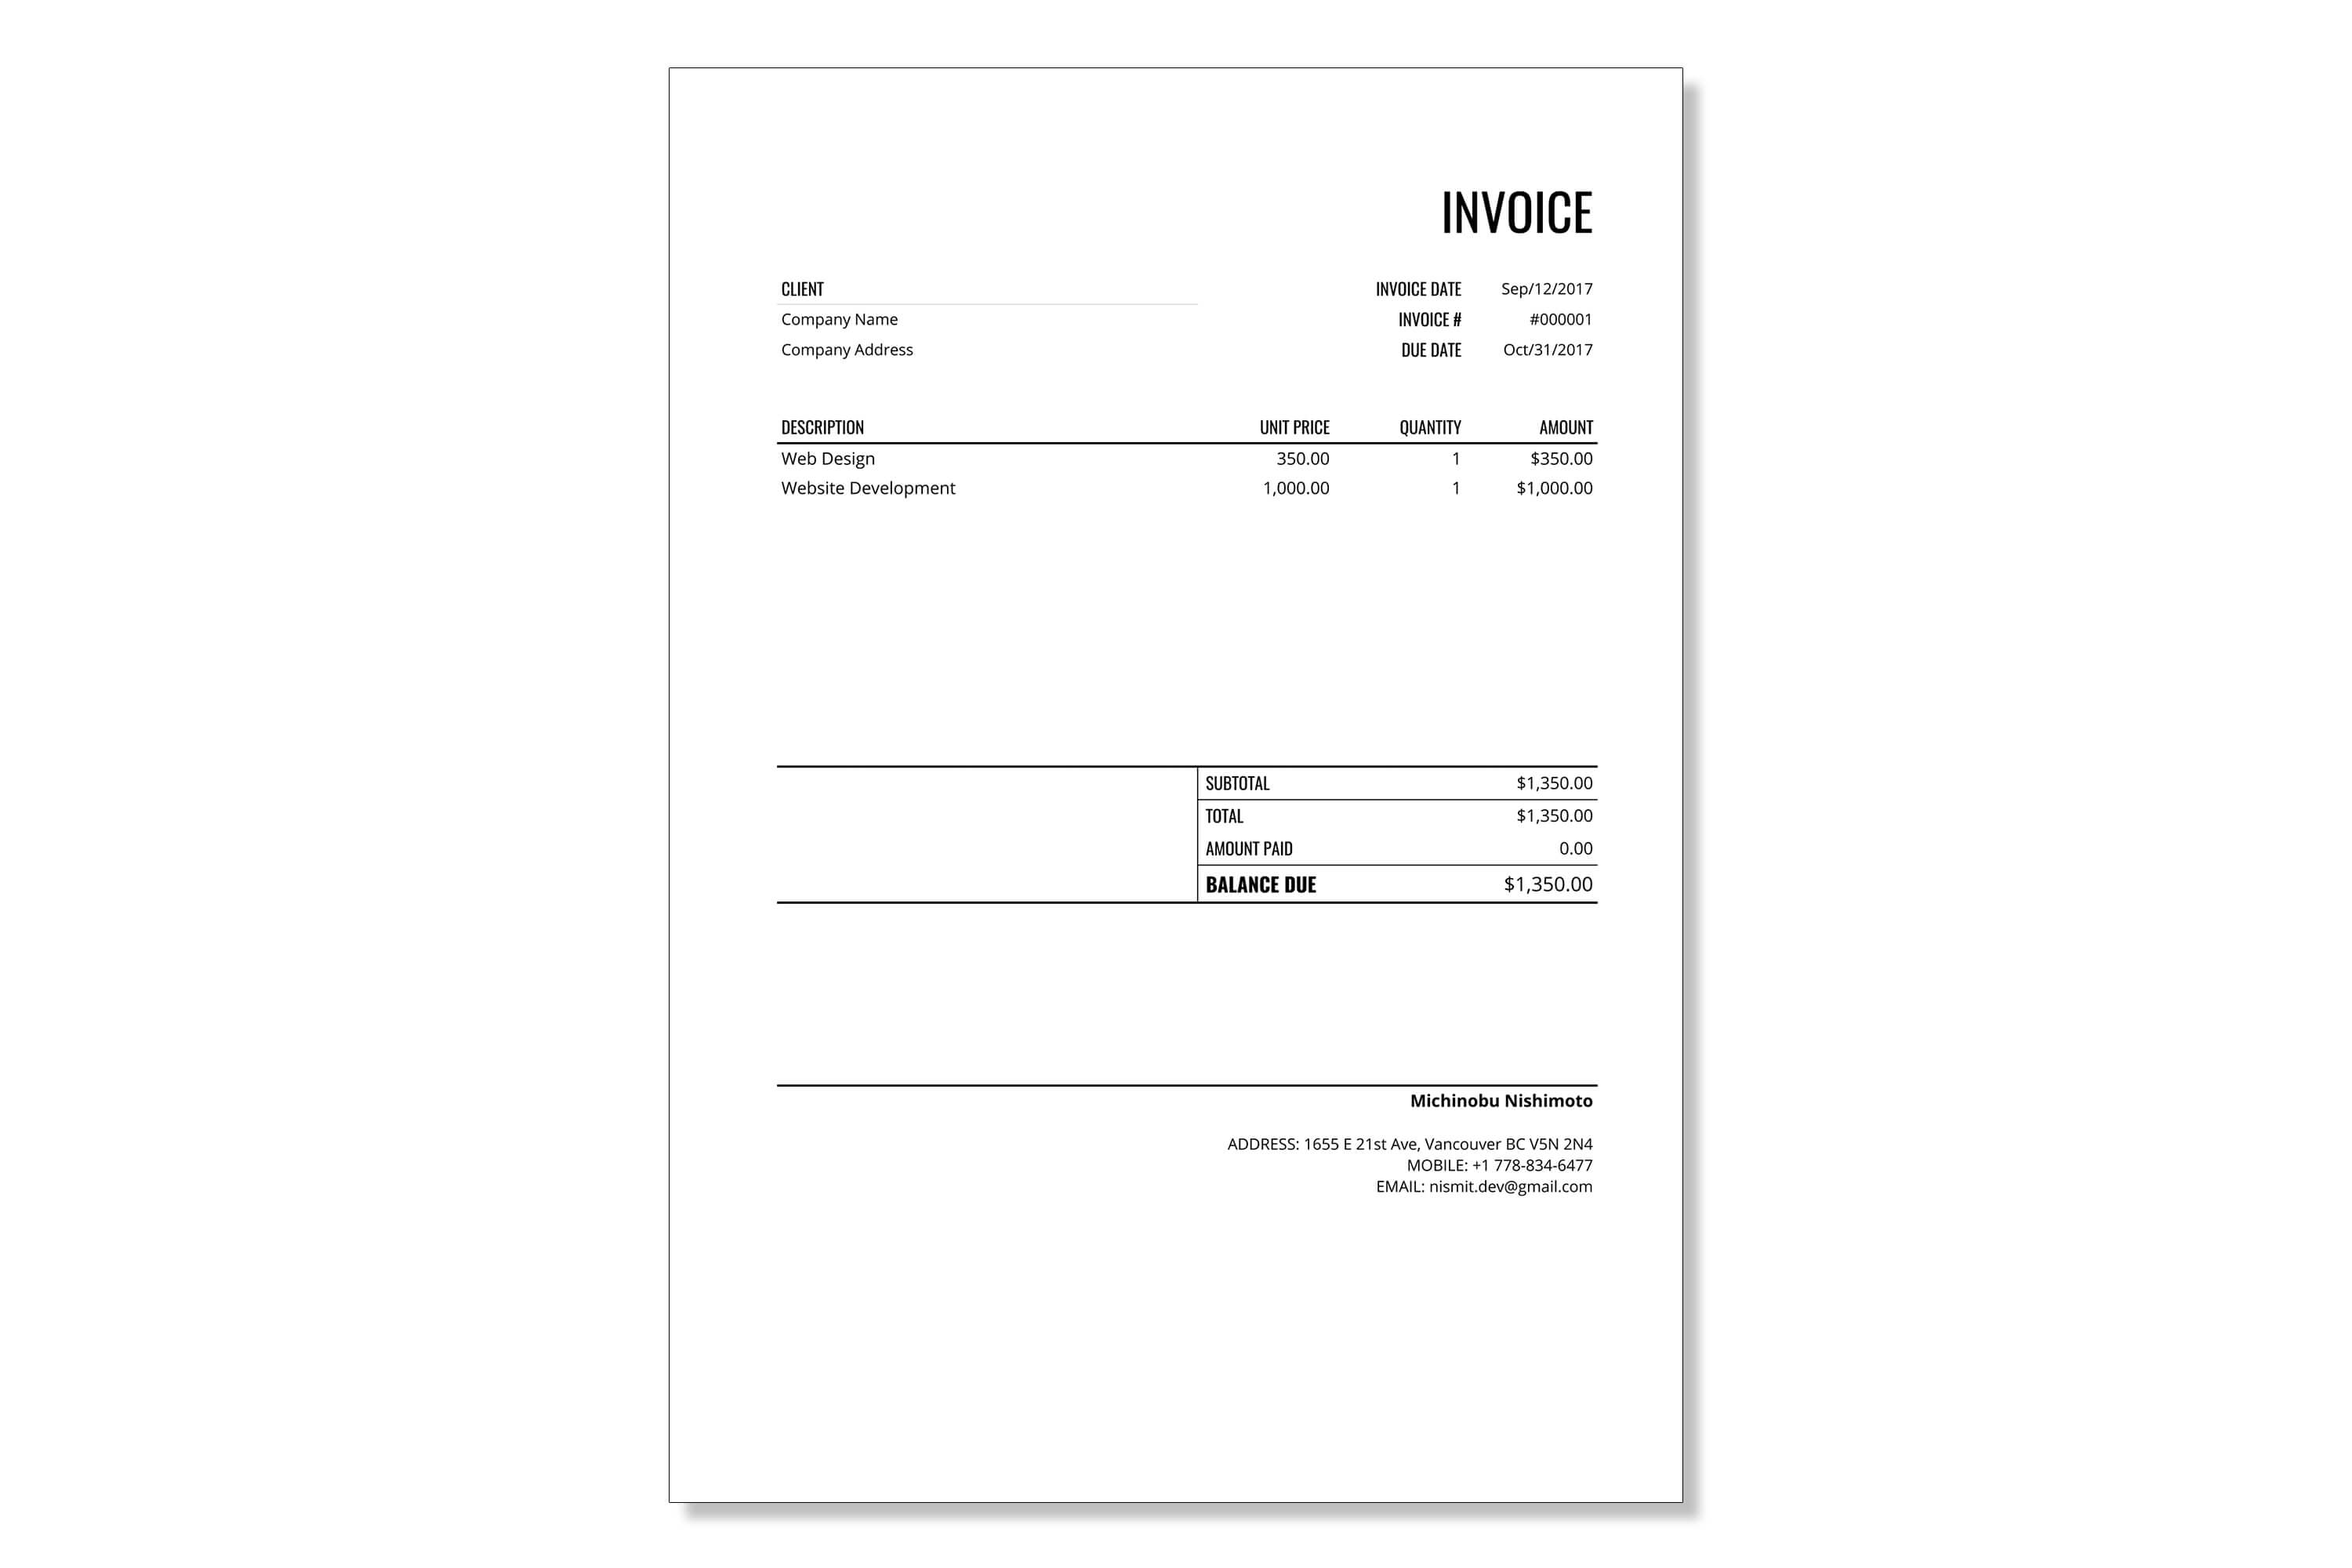 INVOICE
CLIENT INVOICE DATE Sep/12/2017
Company Name INVOICE # #000001
Company Address DUE DATE Oct/31/2017
DESCRIPTION UNIT PRICE QUANTITY AMOUNT
Web Design 350.00 1 $350.00
Website Development 1,000.00 1 $1,000.00
SUBTOTAL $1,350.00
TOTAL $1,350.00
AMOUNT PAID 0.00
BALANCE DUE $1,350.00
Michinobu Nishimoto
ADDRESS: 1655 E 21st Ave, Vancouver BC V5N 2N4
MOBILE: +1 778-834-6477
EMAIL: nismit.dev@gmail.com